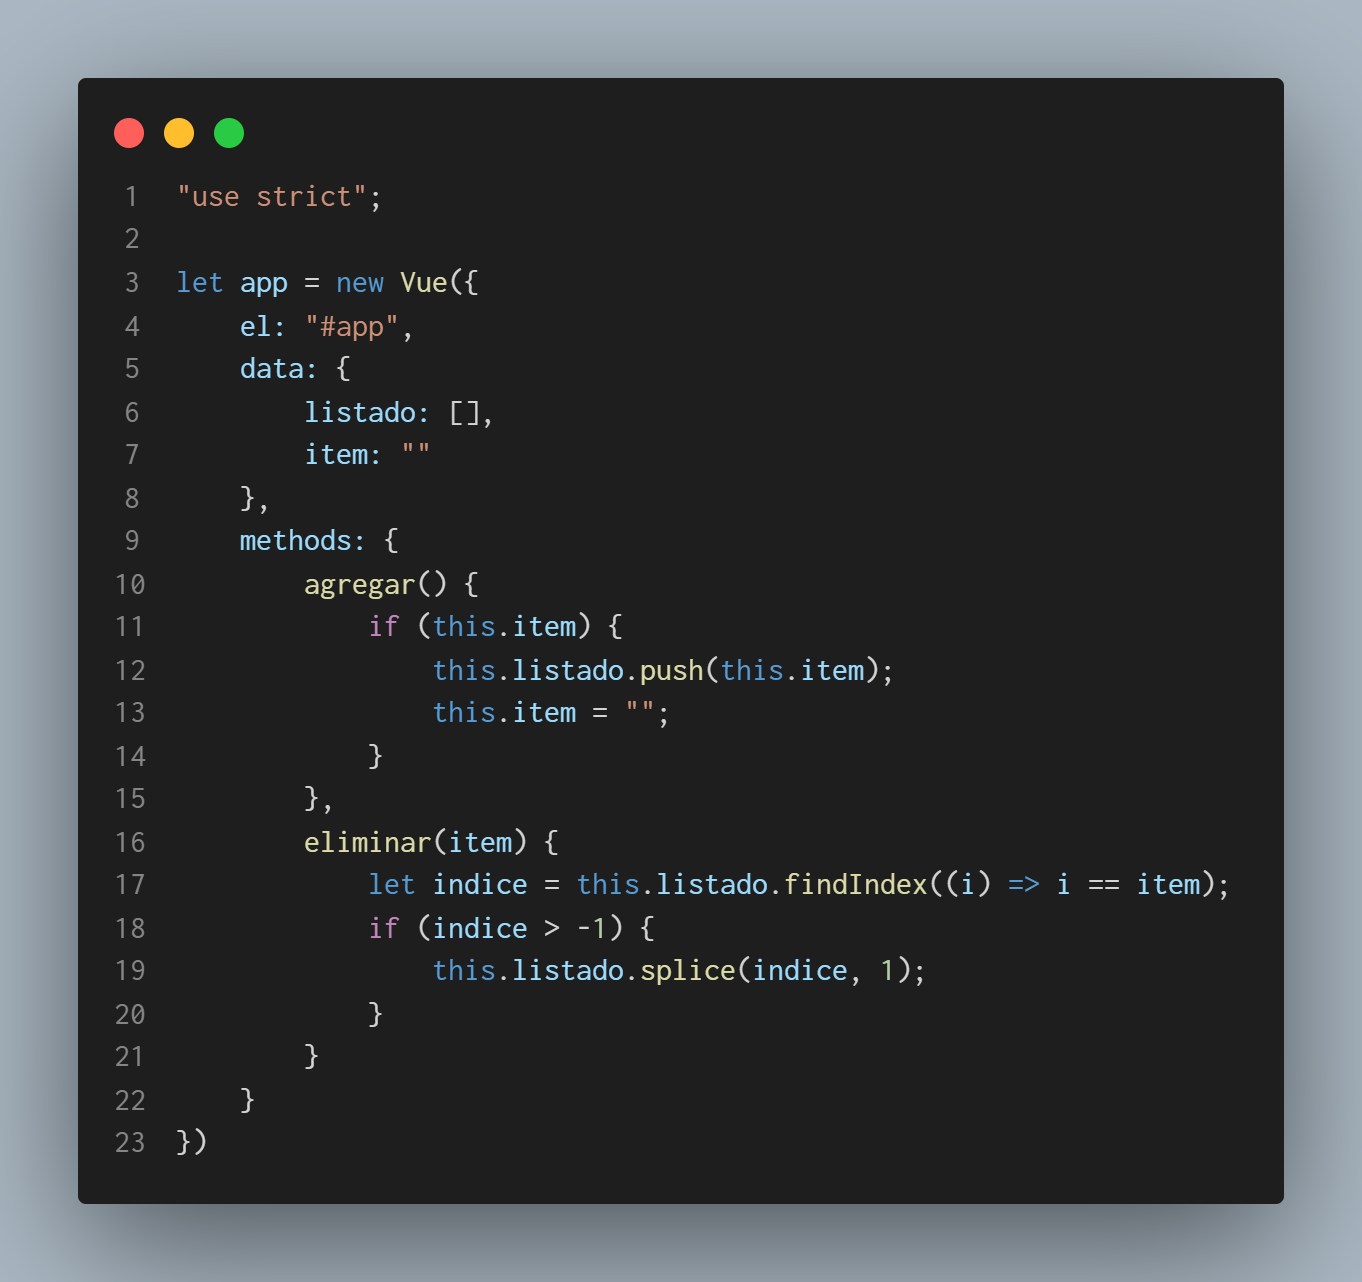 1 "use strict";
2
3 let app = new Vue({
4     el: "#app",
5     data: {
6         listado: [],
7         item: ""
8     },
9     methods: {
10         agregar() {
11             if (this.item) {
12                 this.listado.push(this.item);
13                 this.item = "";
14             }
15         },
16         eliminar(item) {
17             let indice = this.listado.findIndex((i) => i == item);
18             if (indice > -1) {
19                 this.listado.splice(indice, 1);
20             }
21         }
22     }
23 })